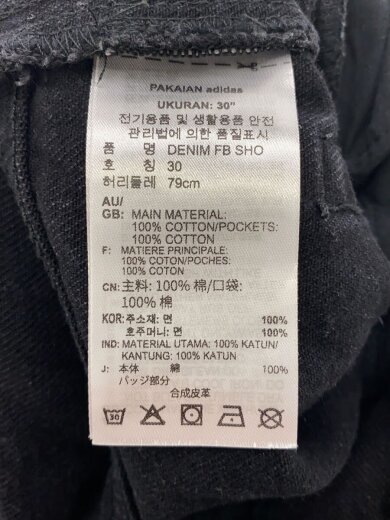 PAKAIAN adidas
UKURAN: 30"
전기용품 및 생활용품 안전
관리법에 의한 품질표시
품 명 DENIM FB SHO
호 칭 30
허리둘레 79cm
AU/
GB: MAIN MATERIAL:
100% COTTON/POCKETS:
100% COTTON
F: MATIERE PRINCIPALE:
100% COTON/POCHES:
100% COTON
CN: 主料: 100% 棉/口袋:
100% 棉
KOR: 주소재: 면 100%
호주머니: 면 100%
IND: MATERIAL UTAMA: 100% KATUN/
KANTUNG: 100% KATUN
J: 本体 綿 100%
バッジ部分
合成皮革
30